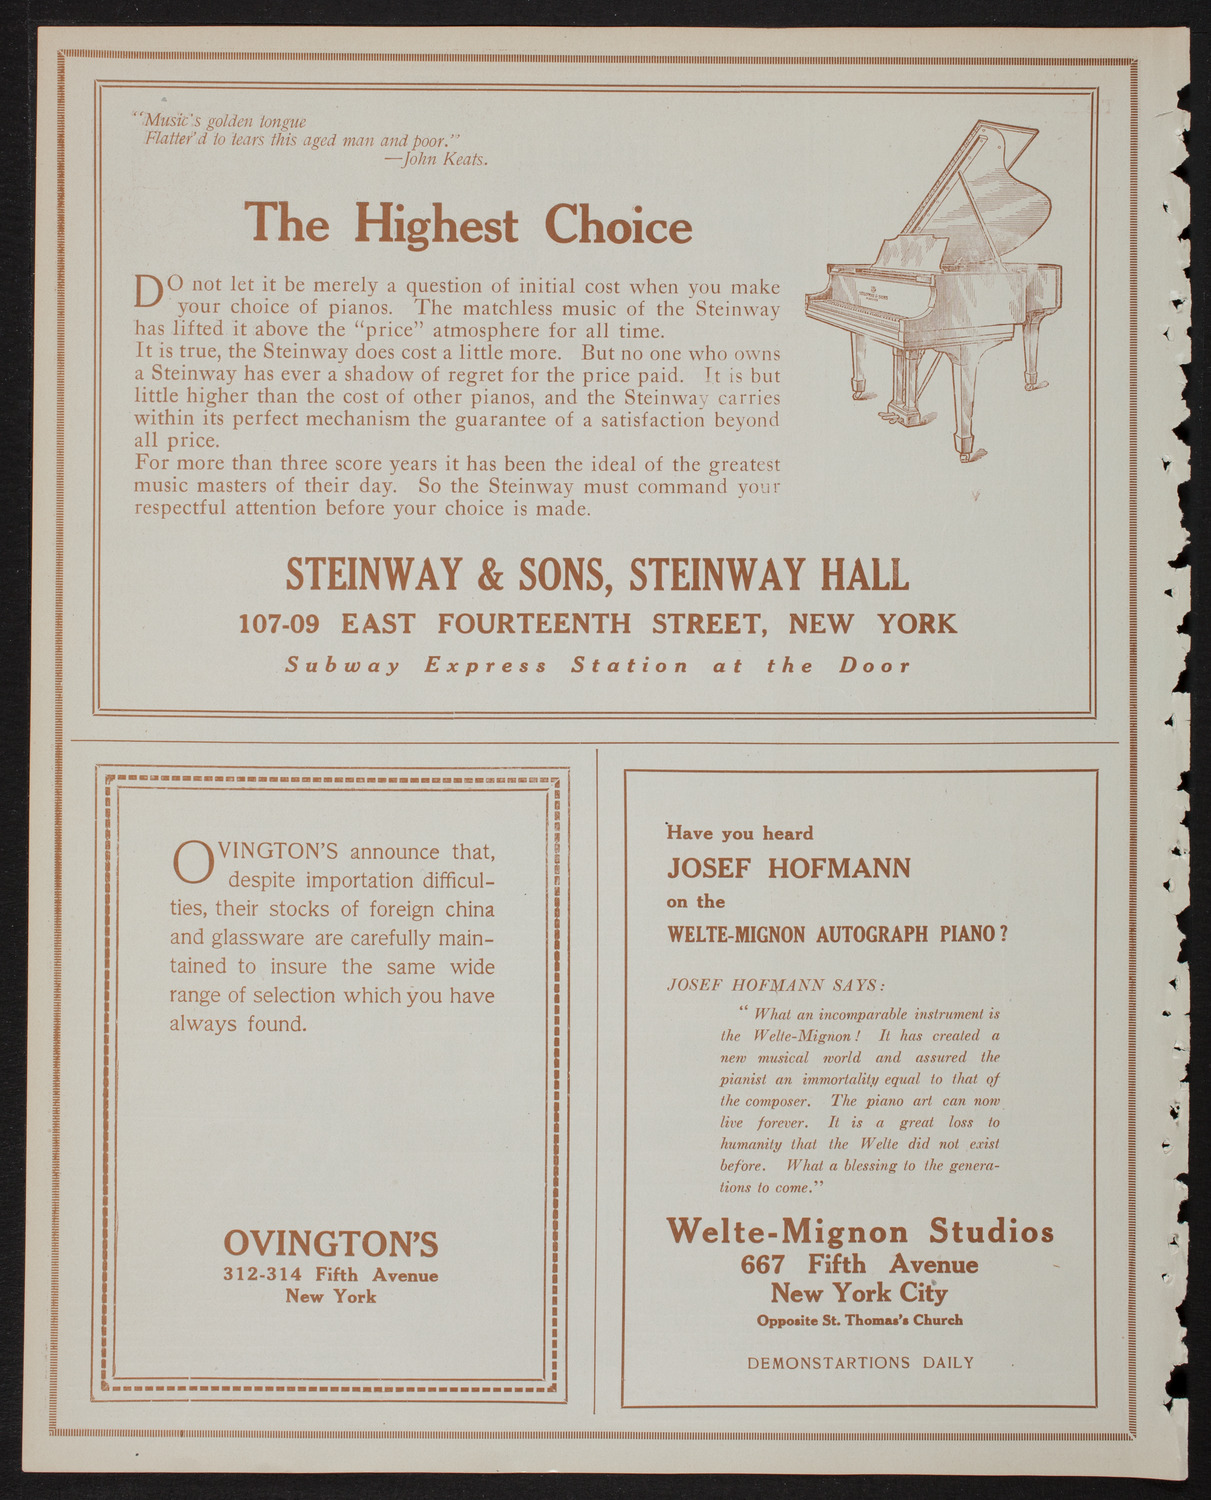 "'Music's golden tongue
Flatter'd to tears this aged man and poor."
—John Keats.
The Highest Choice
DO not let it be merely a question of initial cost when you make
your choice of pianos. The matchless music of the Steinway
has lifted it above the "price" atmosphere for all time.
It is true, the Steinway does cost a little more. But no one who owns
a Steinway has ever a shadow of regret for the price paid. It is but
little higher than the cost of other pianos, and the Steinway carries
within its perfect mechanism the guarantee of a satisfaction beyond
all price.
For more than three score years it has been the ideal of the greatest
music masters of their day. So the Steinway must command your
respectful attention before your choice is made.
STEINWAY & SONS, STEINWAY HALL
107-09 EAST FOURTEENTH STREET, NEW YORK
Subway Express Station at the Door
OVINGTON'S announce that,
despite importation difficul-
ties, their stocks of foreign china
and glassware are carefully main-
tained to insure the same wide
range of selection which you have
always found.
OVINGTON'S
312-314 Fifth Avenue
New York
Have you heard
JOSEF HOFMANN
on the
WELTE-MIGNON AUTOGRAPH PIANO?
JOSEF HOFMANN SAYS:
"What an incomparable instrument is
the Welte-Mignon! It has created a
new musical world and assured the
pianist an immortality equal to that of
the composer. The piano art can now
live forever. It is a great loss to
humanity that the Welte did not exist
before. What a blessing to the genera-
tions to come."
Welte-Mignon Studios
667 Fifth Avenue
New York City
Opposite St. Thomas's Church
DEMONSTARTIONS DAILY